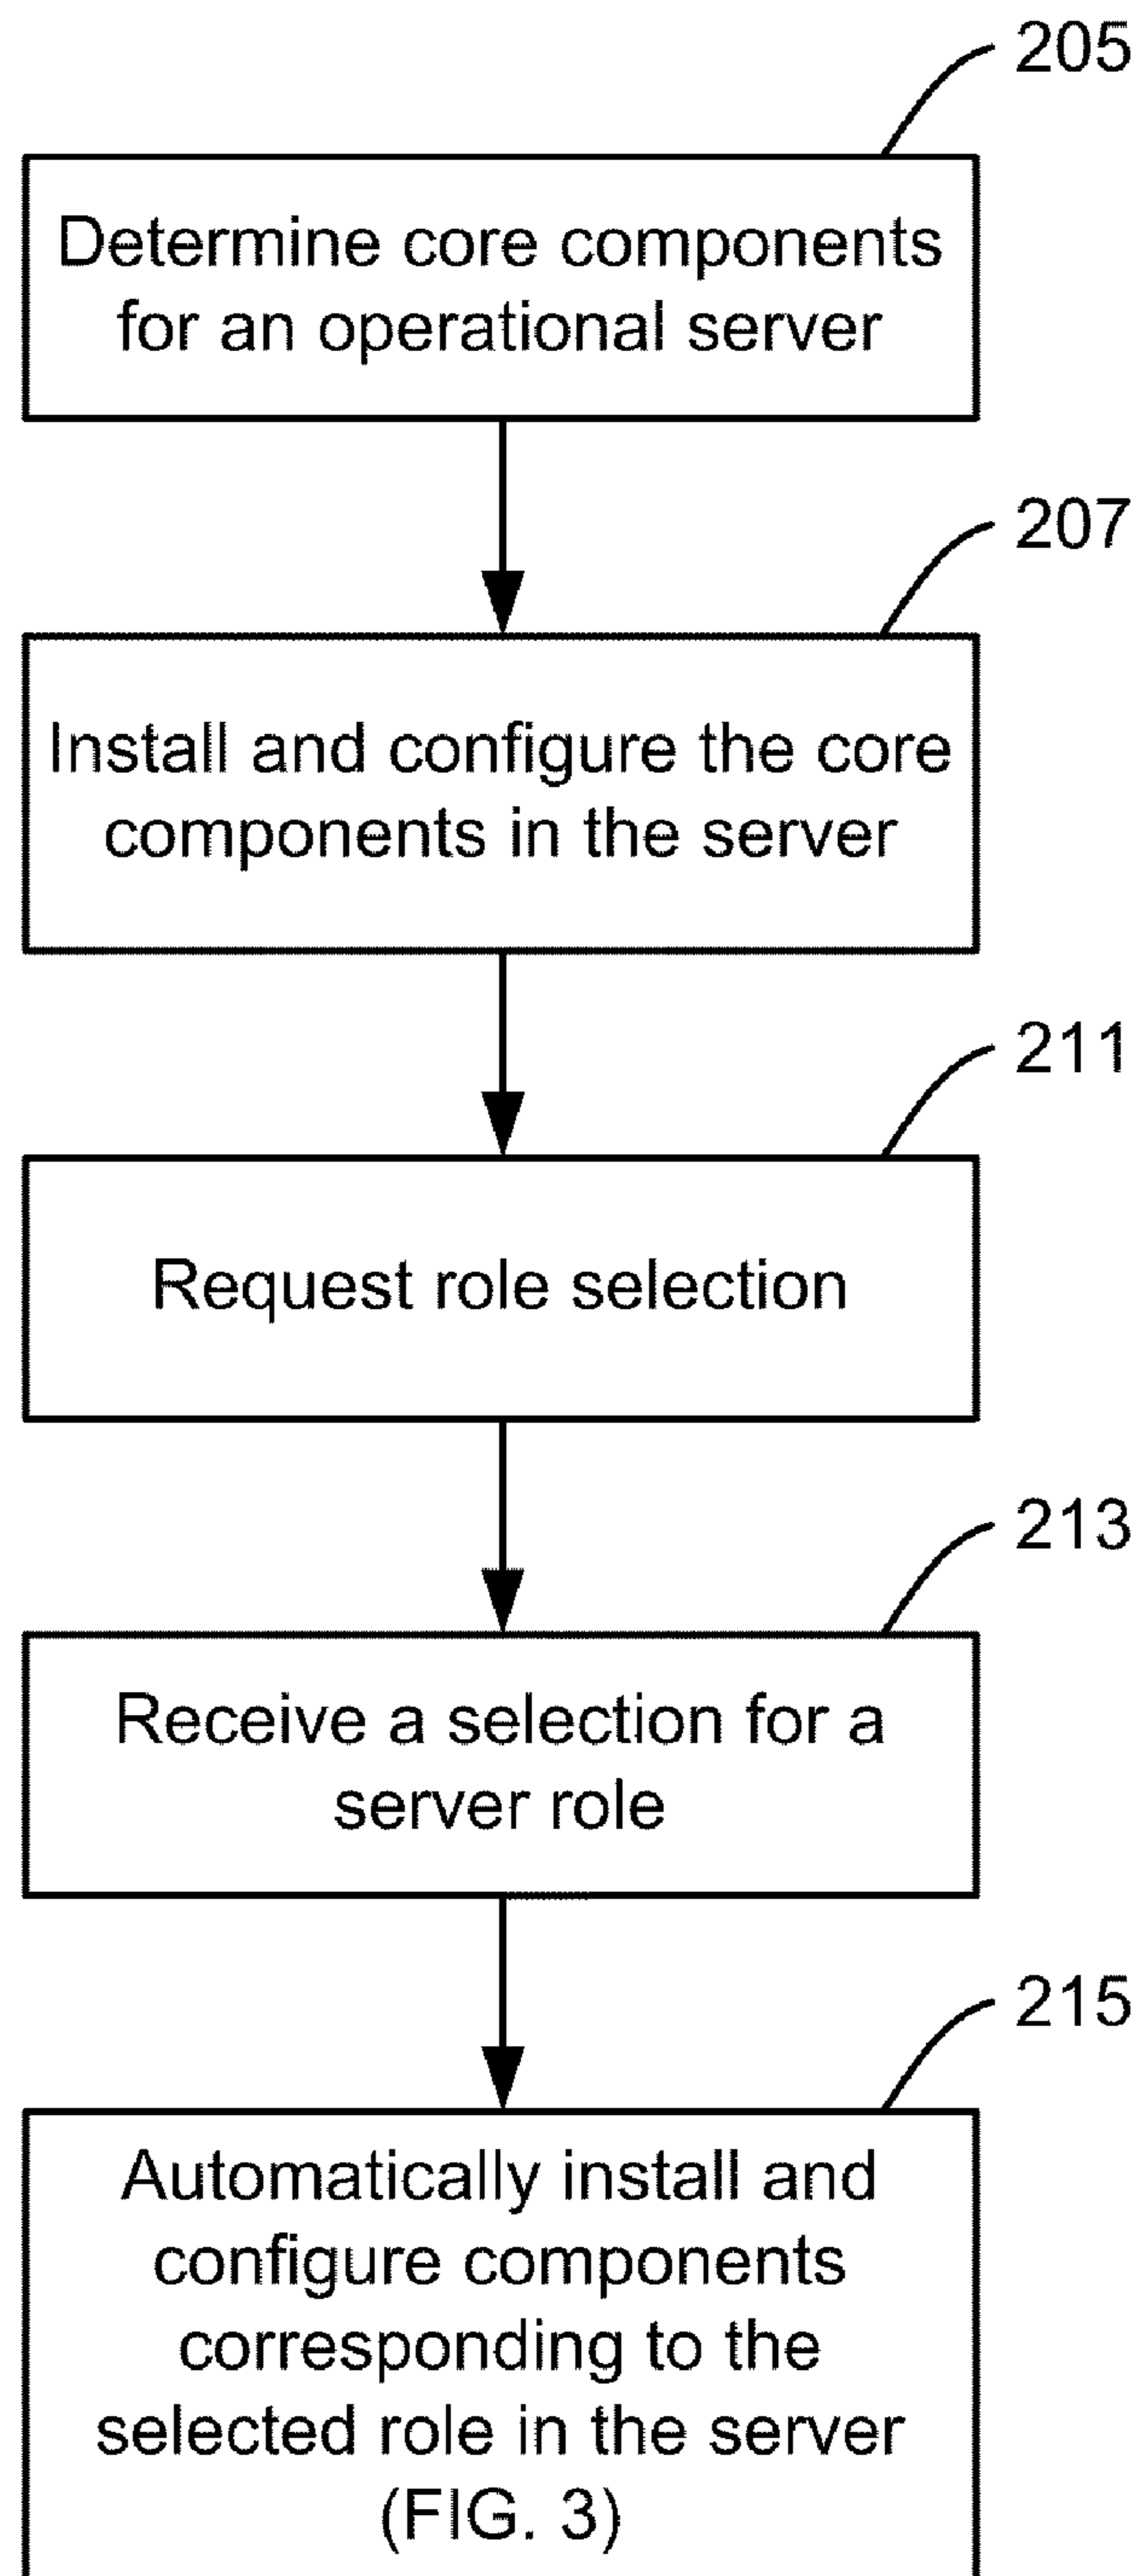 205
Determine core components
for an operational server
207
Install and configure the core
components in the server
211
Request role selection
213
Receive a selection for a
server role
215
Automatically install and
configure components
corresponding to the
selected role in the server
(FIG. 3)